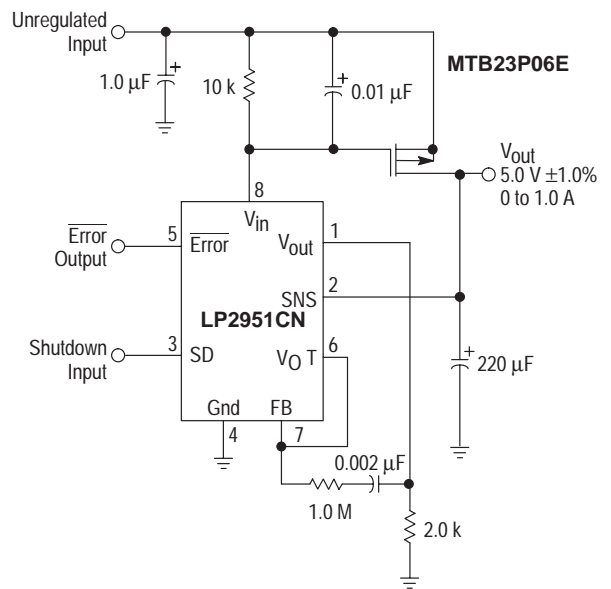 Unregulated
Input
MTB23P06E
1.0 µF
+
10 k
+
0.01 µF
Vout
5.0 V ±1.0%
0 to 1.0 A
8
Vin
Error
Output
5
Error
Vout
1
SNS
2
LP2951CN
Shutdown
Input
3
SD
VO T
6
+
220 µF
Gnd
FB
4
7
0.002 µF
1.0 M
2.0 k